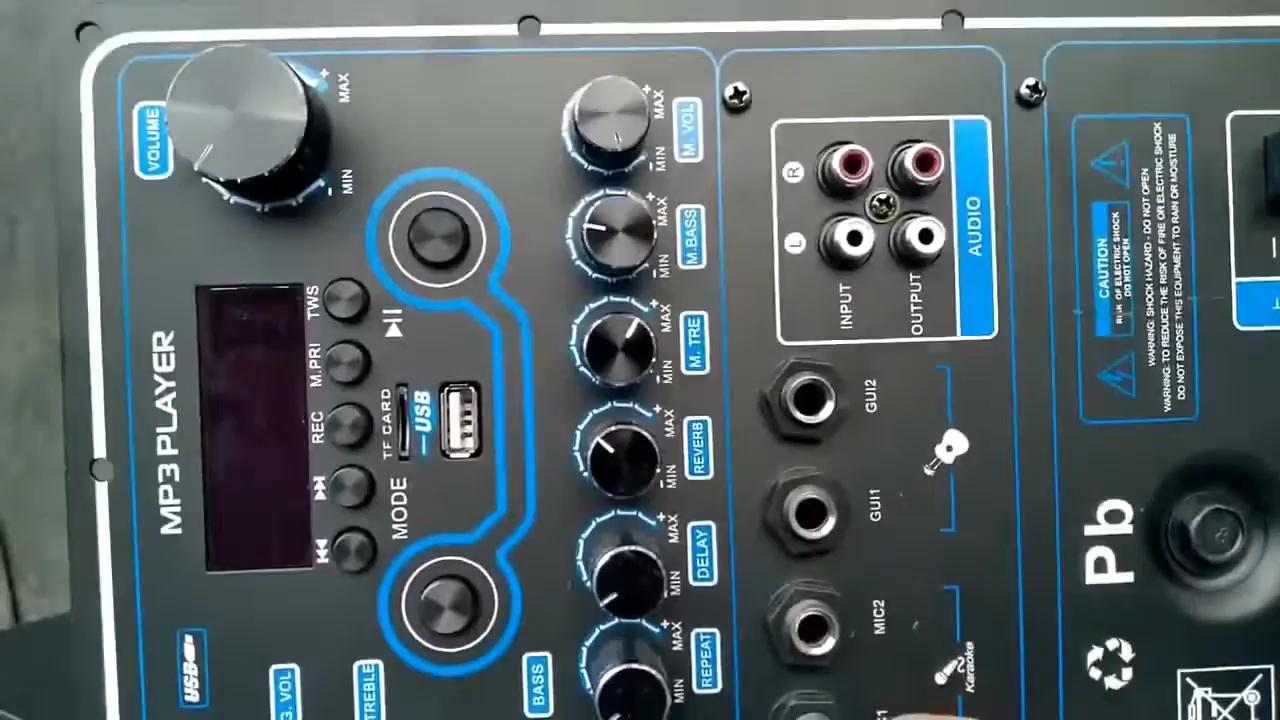 VOLUME
+ MAX
- MIN
MP3 PLAYER
TWS
M.PRI
REC
MODE
TF CARD
USB
USB
G. VOL
TREBLE
BASS
+ MAX
- MIN
M. VOL
+ MAX
- MIN
M.BASS
+ MAX
- MIN
M. TRE
+ MAX
- MIN
REVERB
+ MAX
- MIN
DELAY
+ MAX
MIN
REPEAT
R
L
INPUT
OUTPUT
AUDIO
GUI2
GUI1
MIC2
Karaoke
CAUTION
RISK OF ELECTRIC SHOCK
DO NOT OPEN
WARNING: SHOCK HAZARD - DO NOT OPEN
WARNING: TO REDUCE THE RISK OF FIRE OR ELECTRIC SHOCK
DO NOT EXPOSE THIS EQUIPMENT TO RAIN OR MOISTURE
Pb